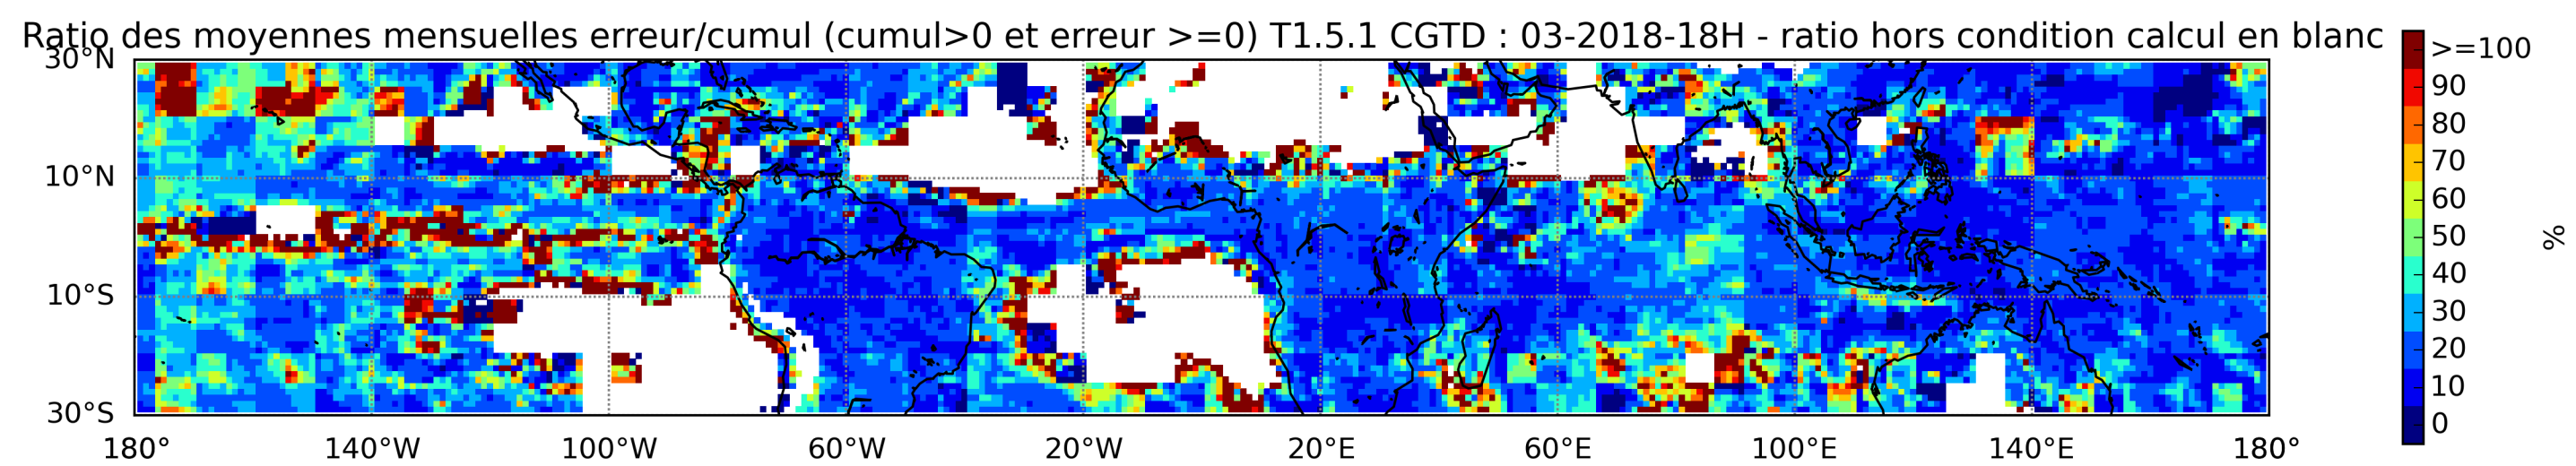 Ratio des moyennes mensuelles erreur/cumul (cumul>0 et erreur >=0) T1.5.1 CGTD : 03-2018-18H - ratio hors condition calcul en blanc
30°N
10°N
10°S
30°S
180° 140°W 100°W 60°W 20°W 20°E 60°E 100°E 140°E 180°
>=100
90
80
70
60
50
40
30
20
10
0
%